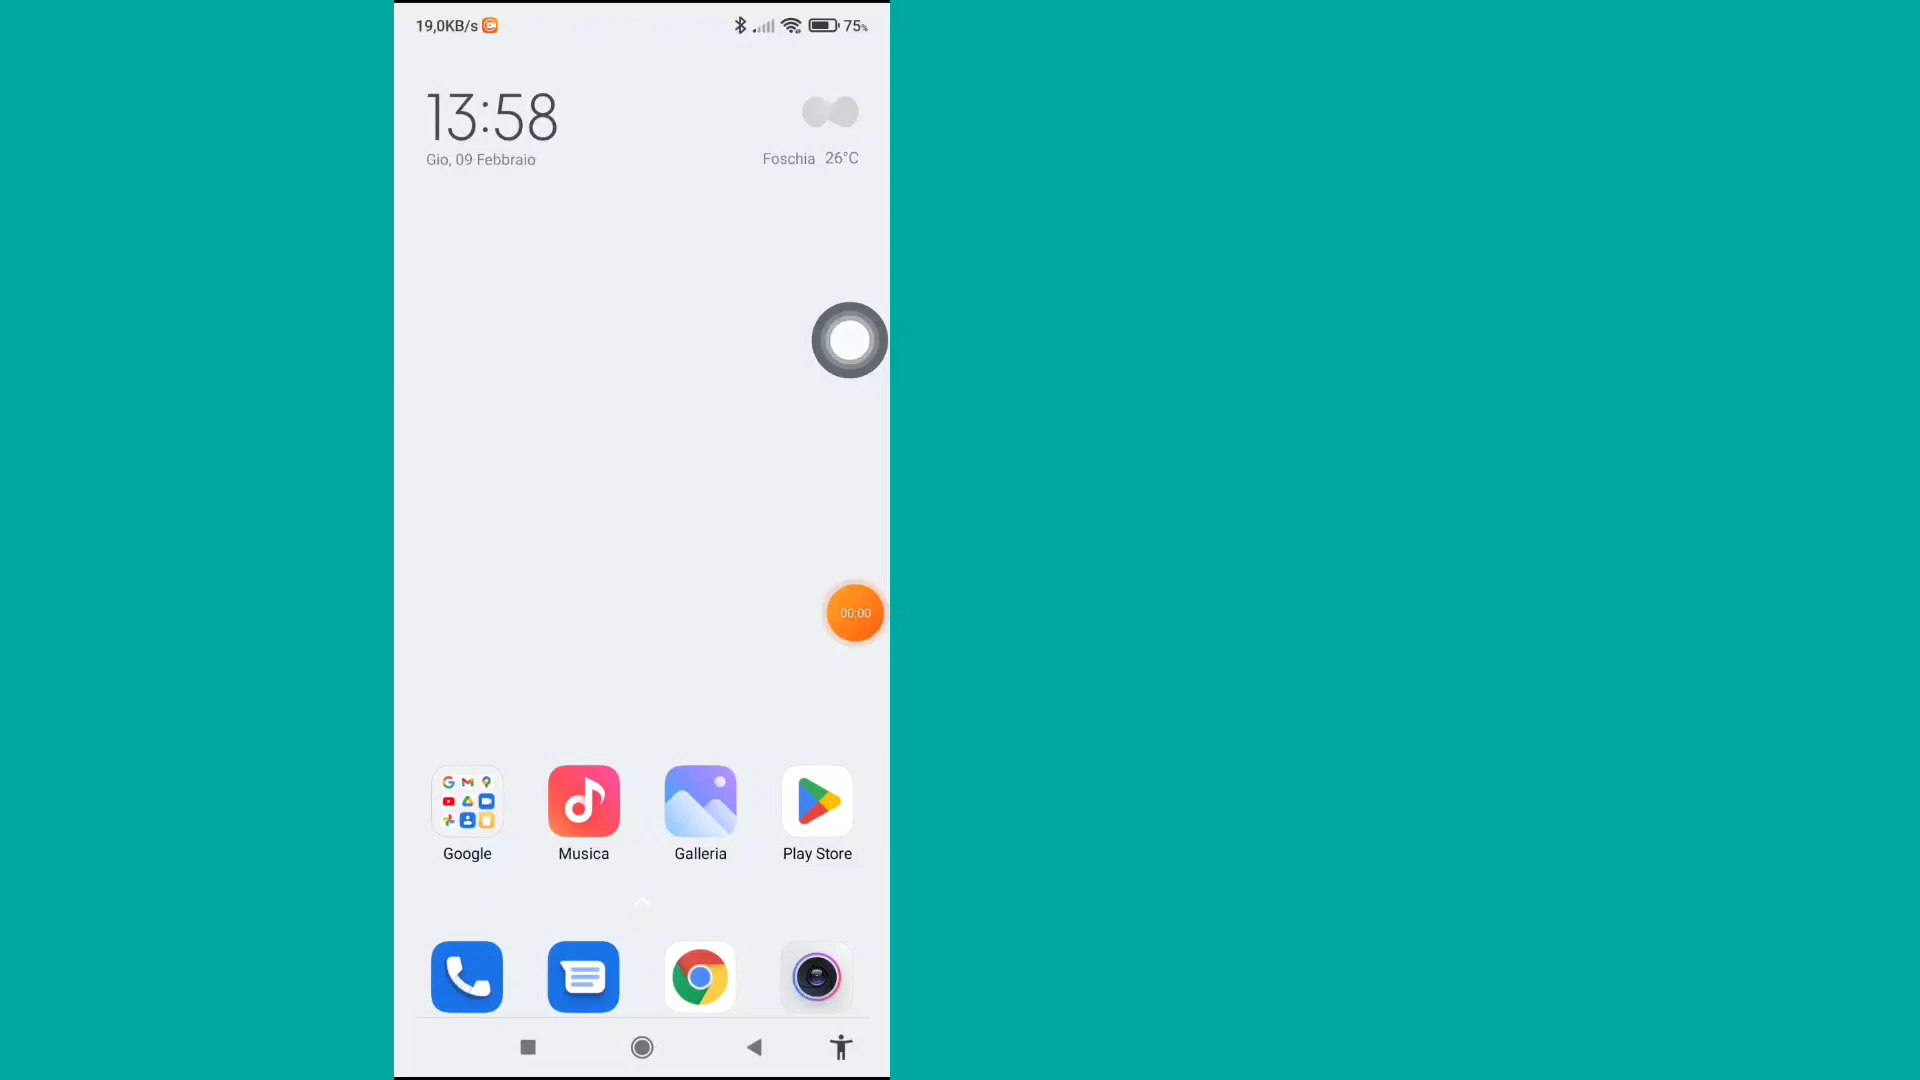 19,0KB/s
75%
13:58
Gio, 09 Febbraio
Foschia 26°C
00:00
Google
Musica
Galleria
Play Store